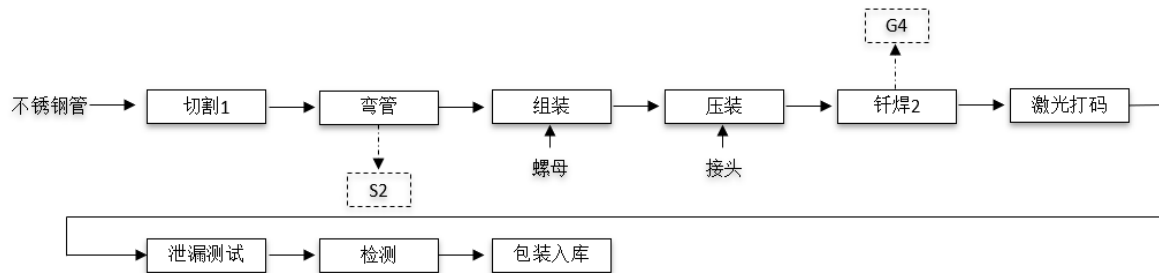 G4
不锈钢管
切割1
弯管
组装
压装
钎焊2
激光打码
S2
螺母
接头
泄漏测试
检测
包装入库